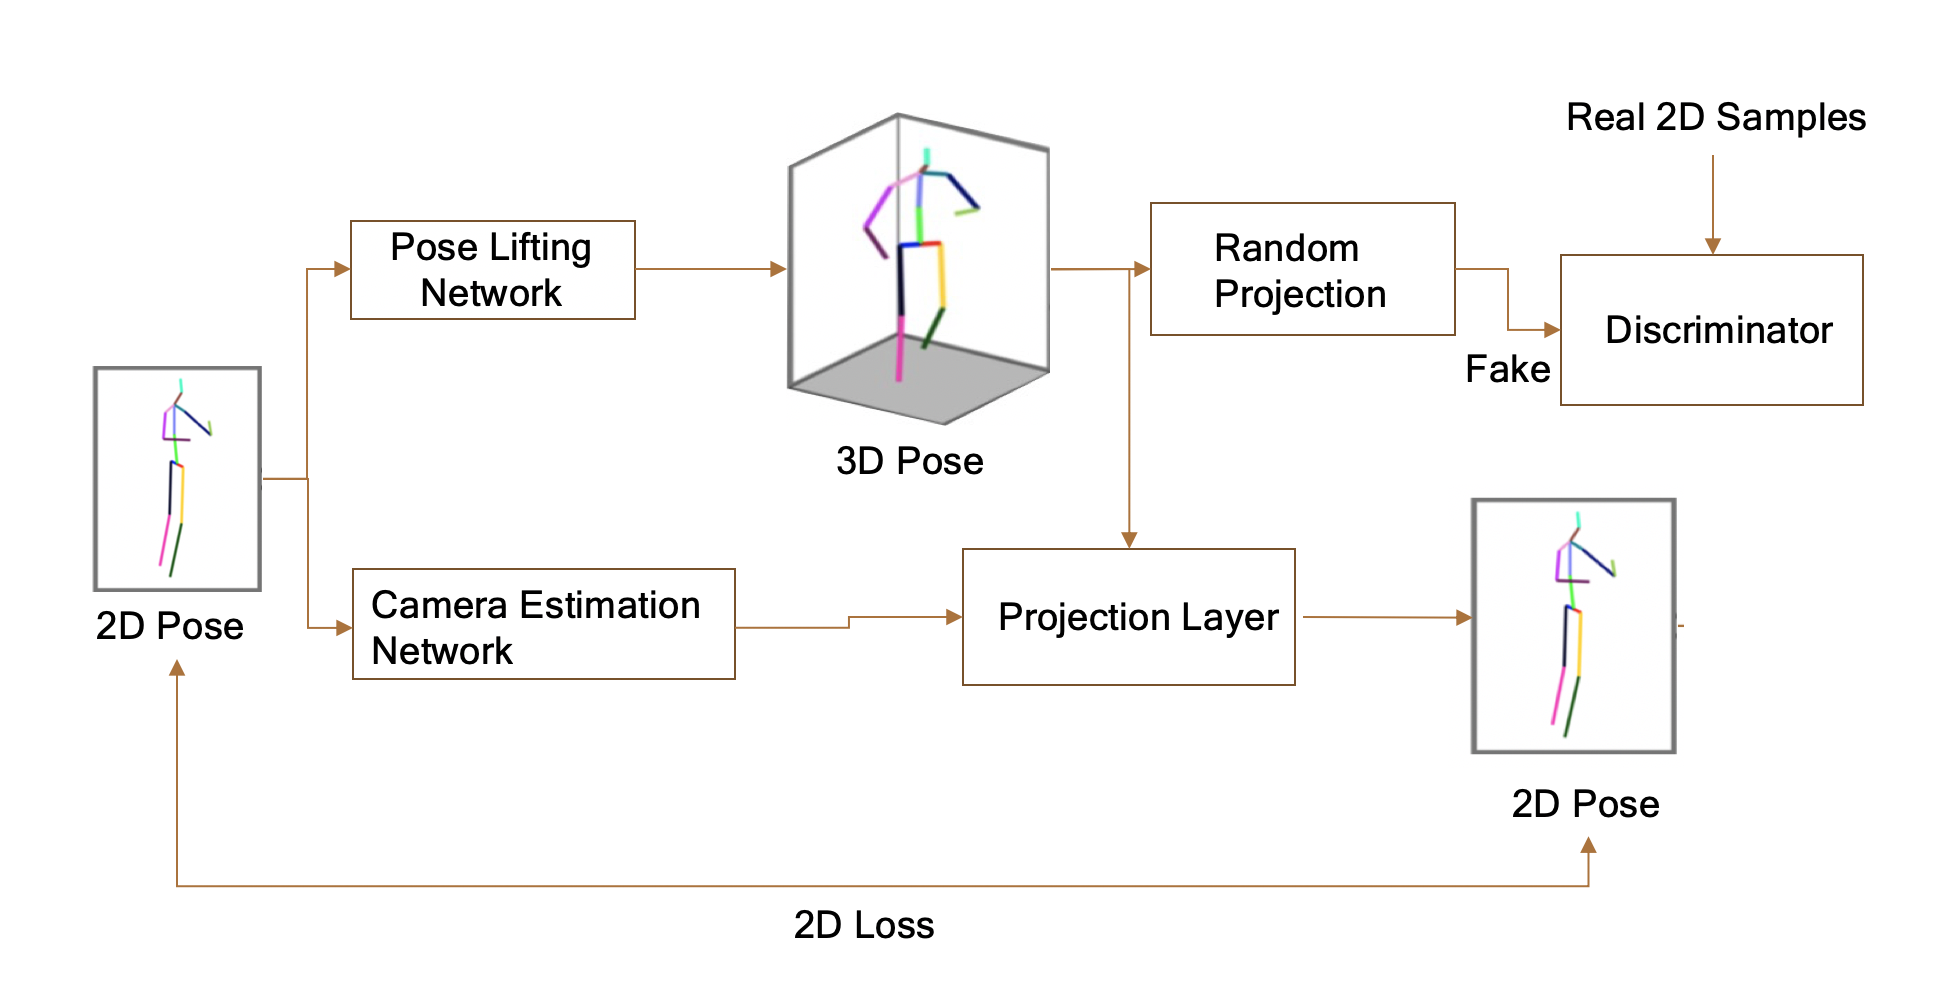 Real 2D Samples
Pose Lifting
Network
Random
Projection
Discriminator
Fake
3D Pose
2D Pose
Camera Estimation
Network
Projection Layer
2D Pose
2D Loss